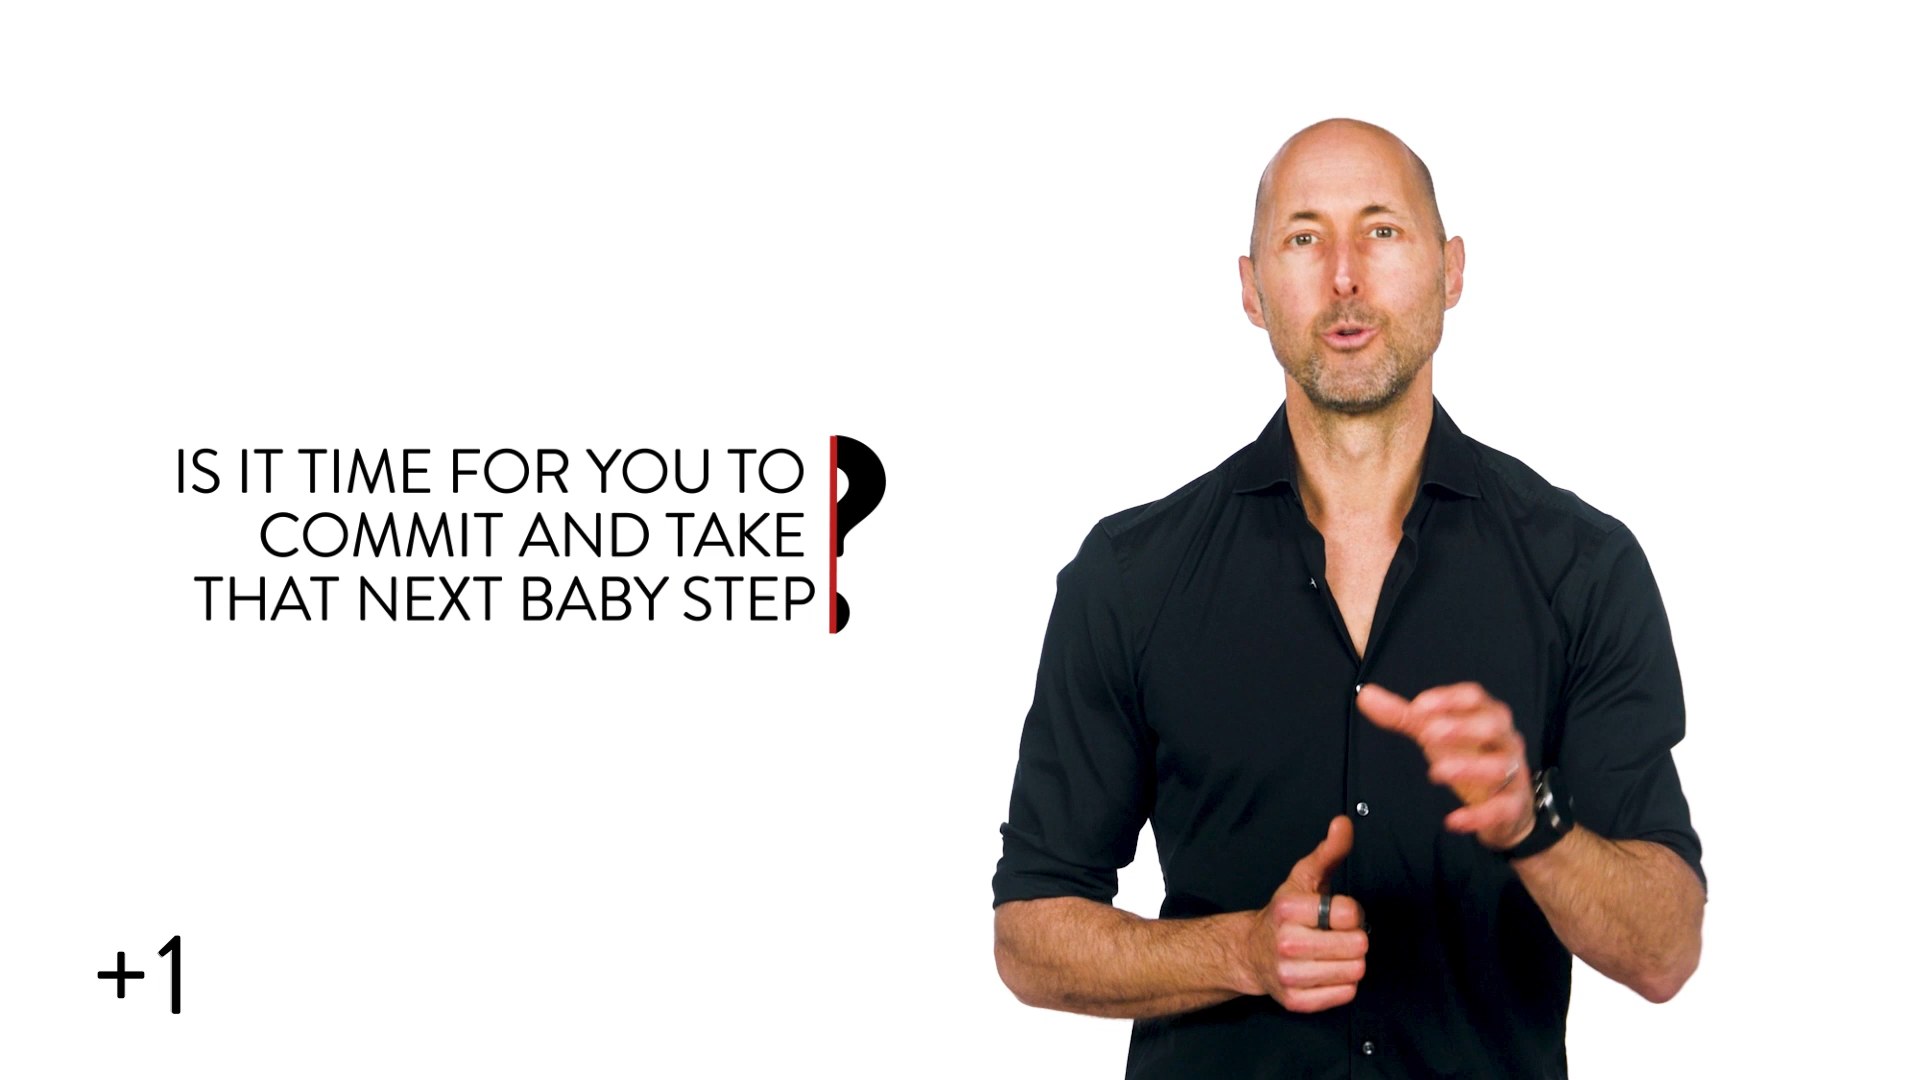 IS IT TIME FOR YOU TO
COMMIT AND TAKE
THAT NEXT BABY STEP?
+1